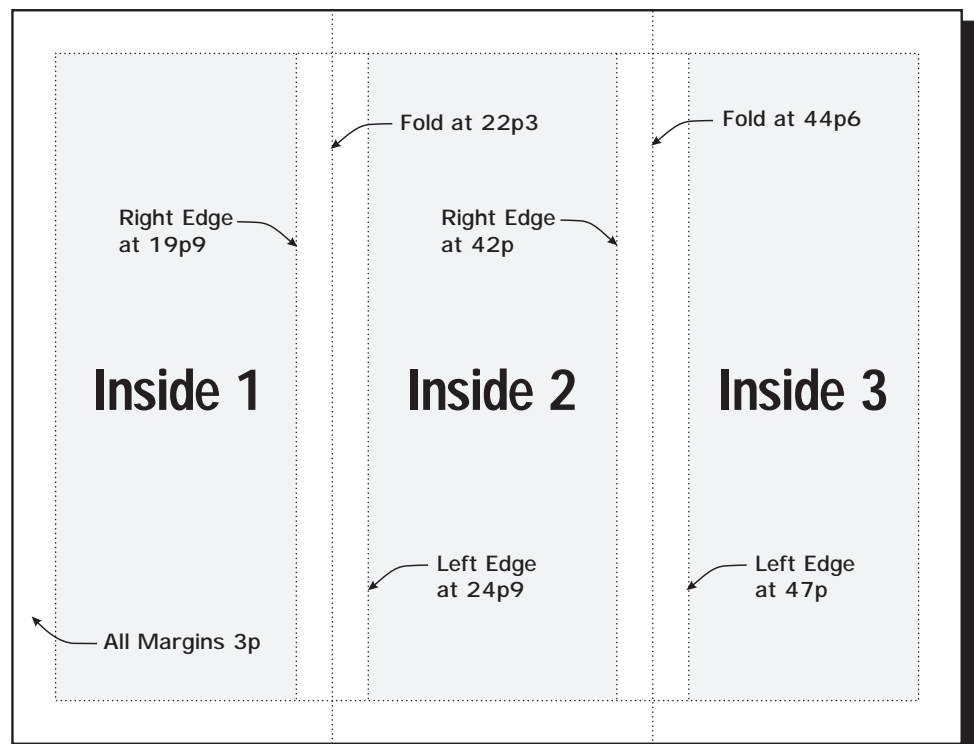 Fold at 22p3
Fold at 44p6
Right Edge
at 19p9
Right Edge
at 42p
Inside 1
Inside 2
Inside 3
Left Edge
at 24p9
Left Edge
at 47p
All Margins 3p